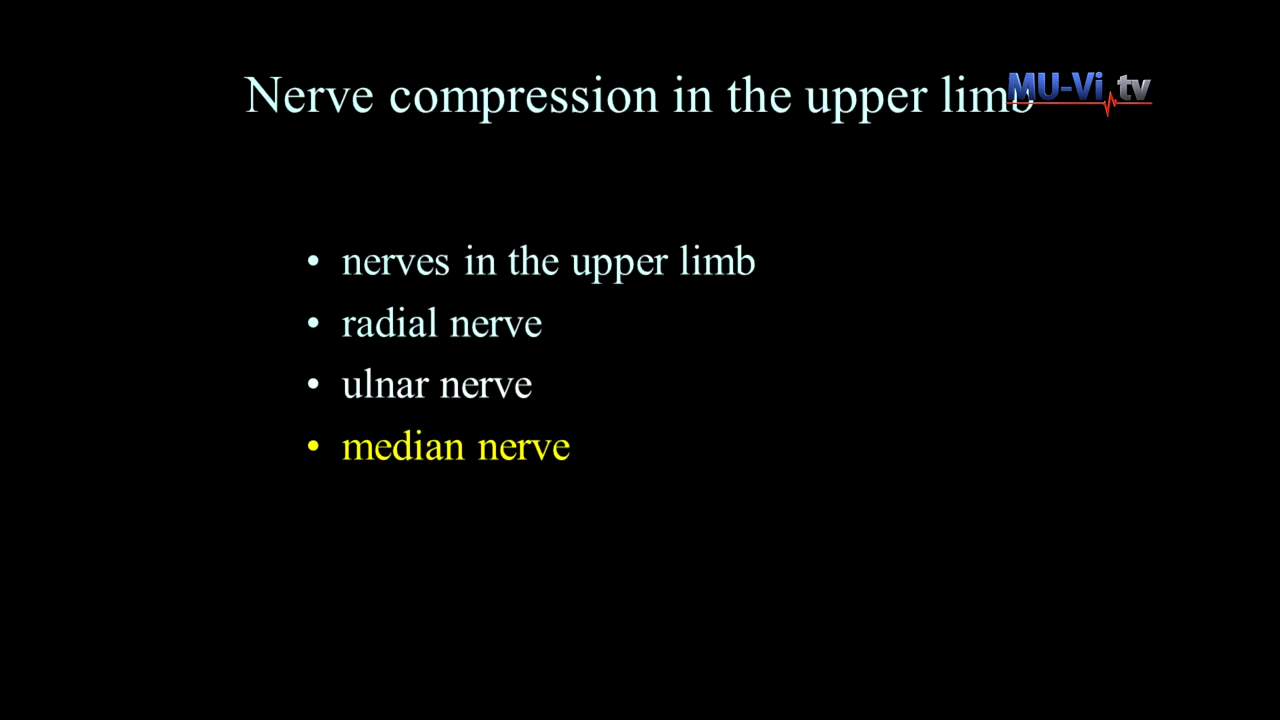 Nerve compression in the upper limb
MU-Vi tv
• nerves in the upper limb
• radial nerve
• ulnar nerve
• median nerve